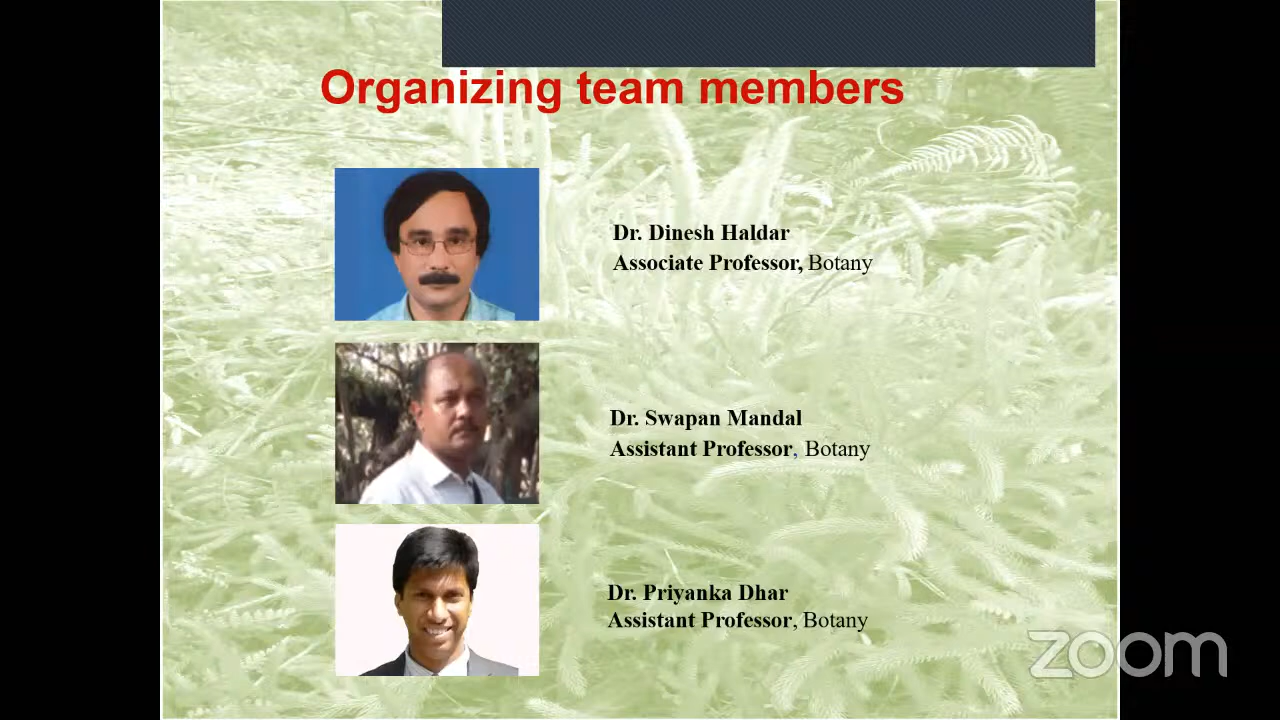 Organizing team members
Dr. Dinesh Haldar
Associate Professor, Botany
Dr. Swapan Mandal
Assistant Professor, Botany
Dr. Priyanka Dhar
Assistant Professor, Botany
zoom